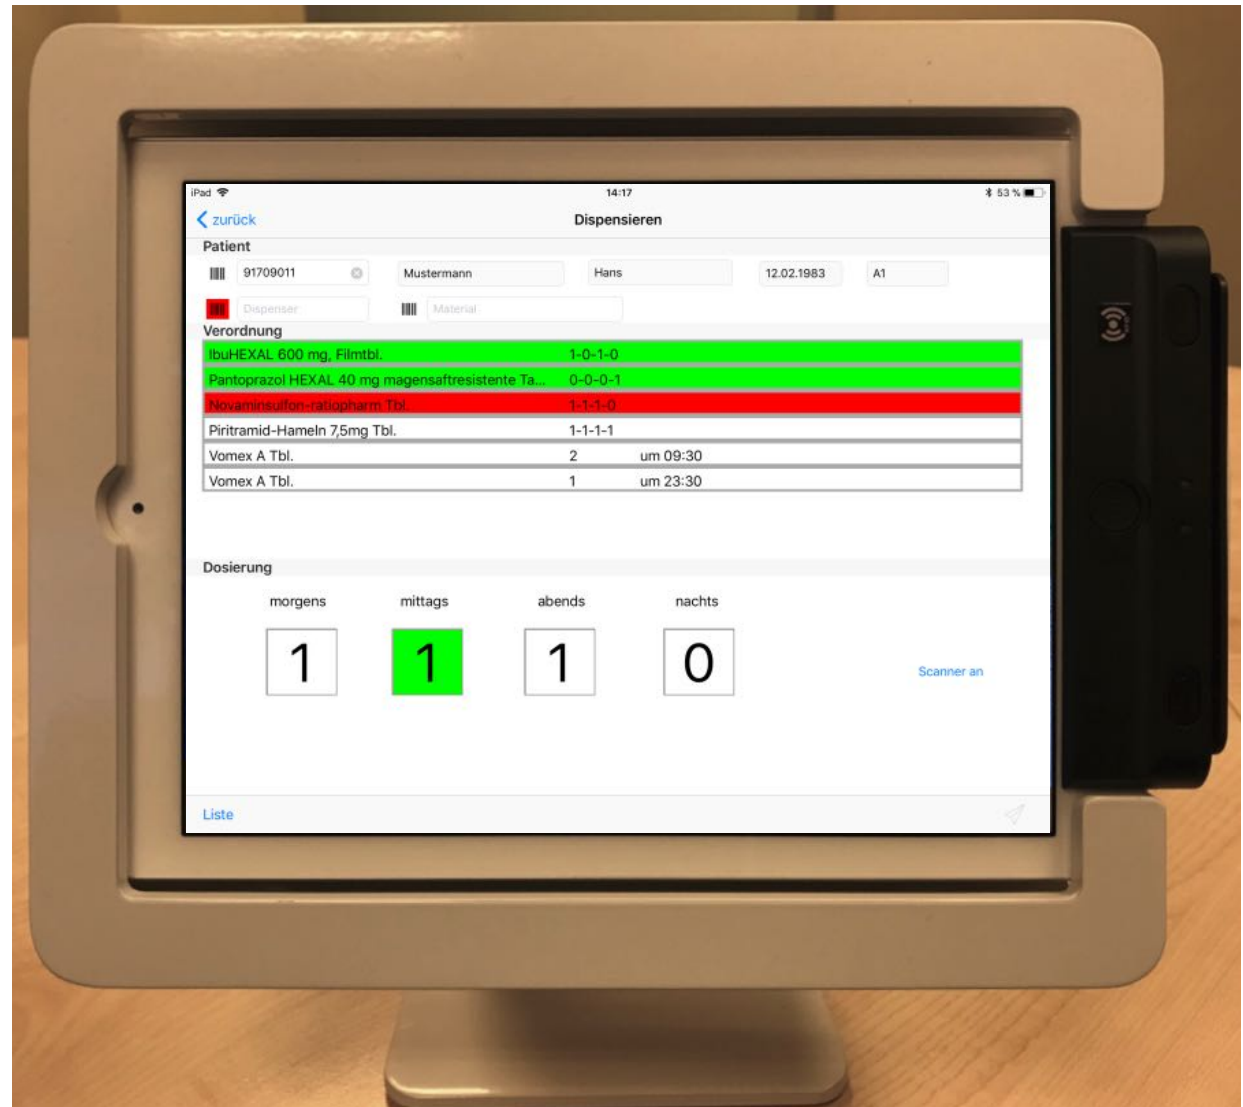 iPad 14:17 53 %
zurück Dispensieren
Patient
91709011 Mustermann Hans 12.02.1983 A1
Dispenser Material
Verordnung
IbuHEXAL 600 mg, Filmtbl. 1-0-1-0
Pantoprazol HEXAL 40 mg magensaftresistente Ta... 0-0-0-1
Novaminsulfon-ratiopharm Tbl. 1-1-1-0
Piritramid-Hameln 7,5mg Tbl. 1-1-1-1
Vomex A Tbl. 2 um 09:30
Vomex A Tbl. 1 um 23:30
Dosierung
morgens mittags abends nachts
1 1 1 0
Scanner an
Liste